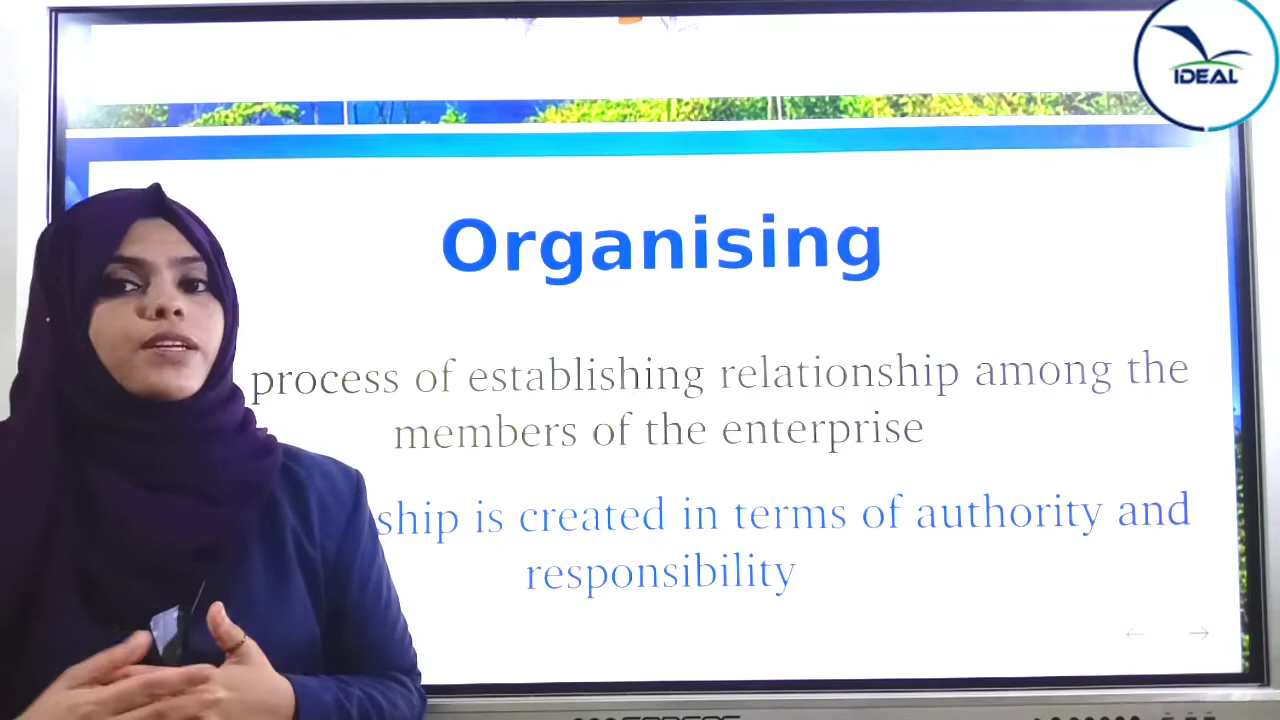 IDEAL
Organising
process of establishing relationship among the
members of the enterprise
ship is created in terms of authority and
responsibility